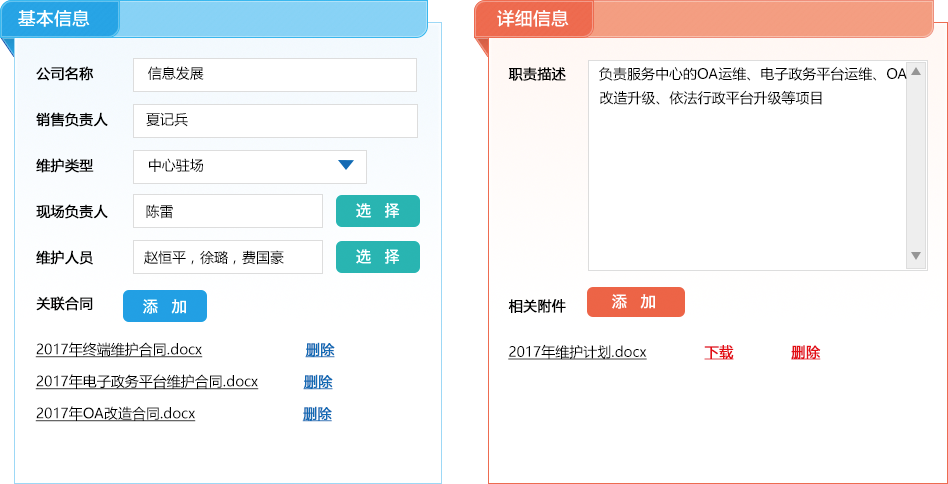 基本信息
公司名称 信息发展
销售负责人 夏记兵
维护类型 中心驻场
现场负责人 陈雷 选 择
维护人员 赵恒平，徐璐，费国豪 选 择
关联合同 添 加
2017年终端维护合同.docx 删除
2017年电子政务平台维护合同.docx 删除
2017年OA改造合同.docx 删除
详细信息
职责描述 负责服务中心的OA运维、电子政务平台运维、OA
改造升级、依法行政平台升级等项目
相关附件 添 加
2017年维护计划.docx 下载 删除